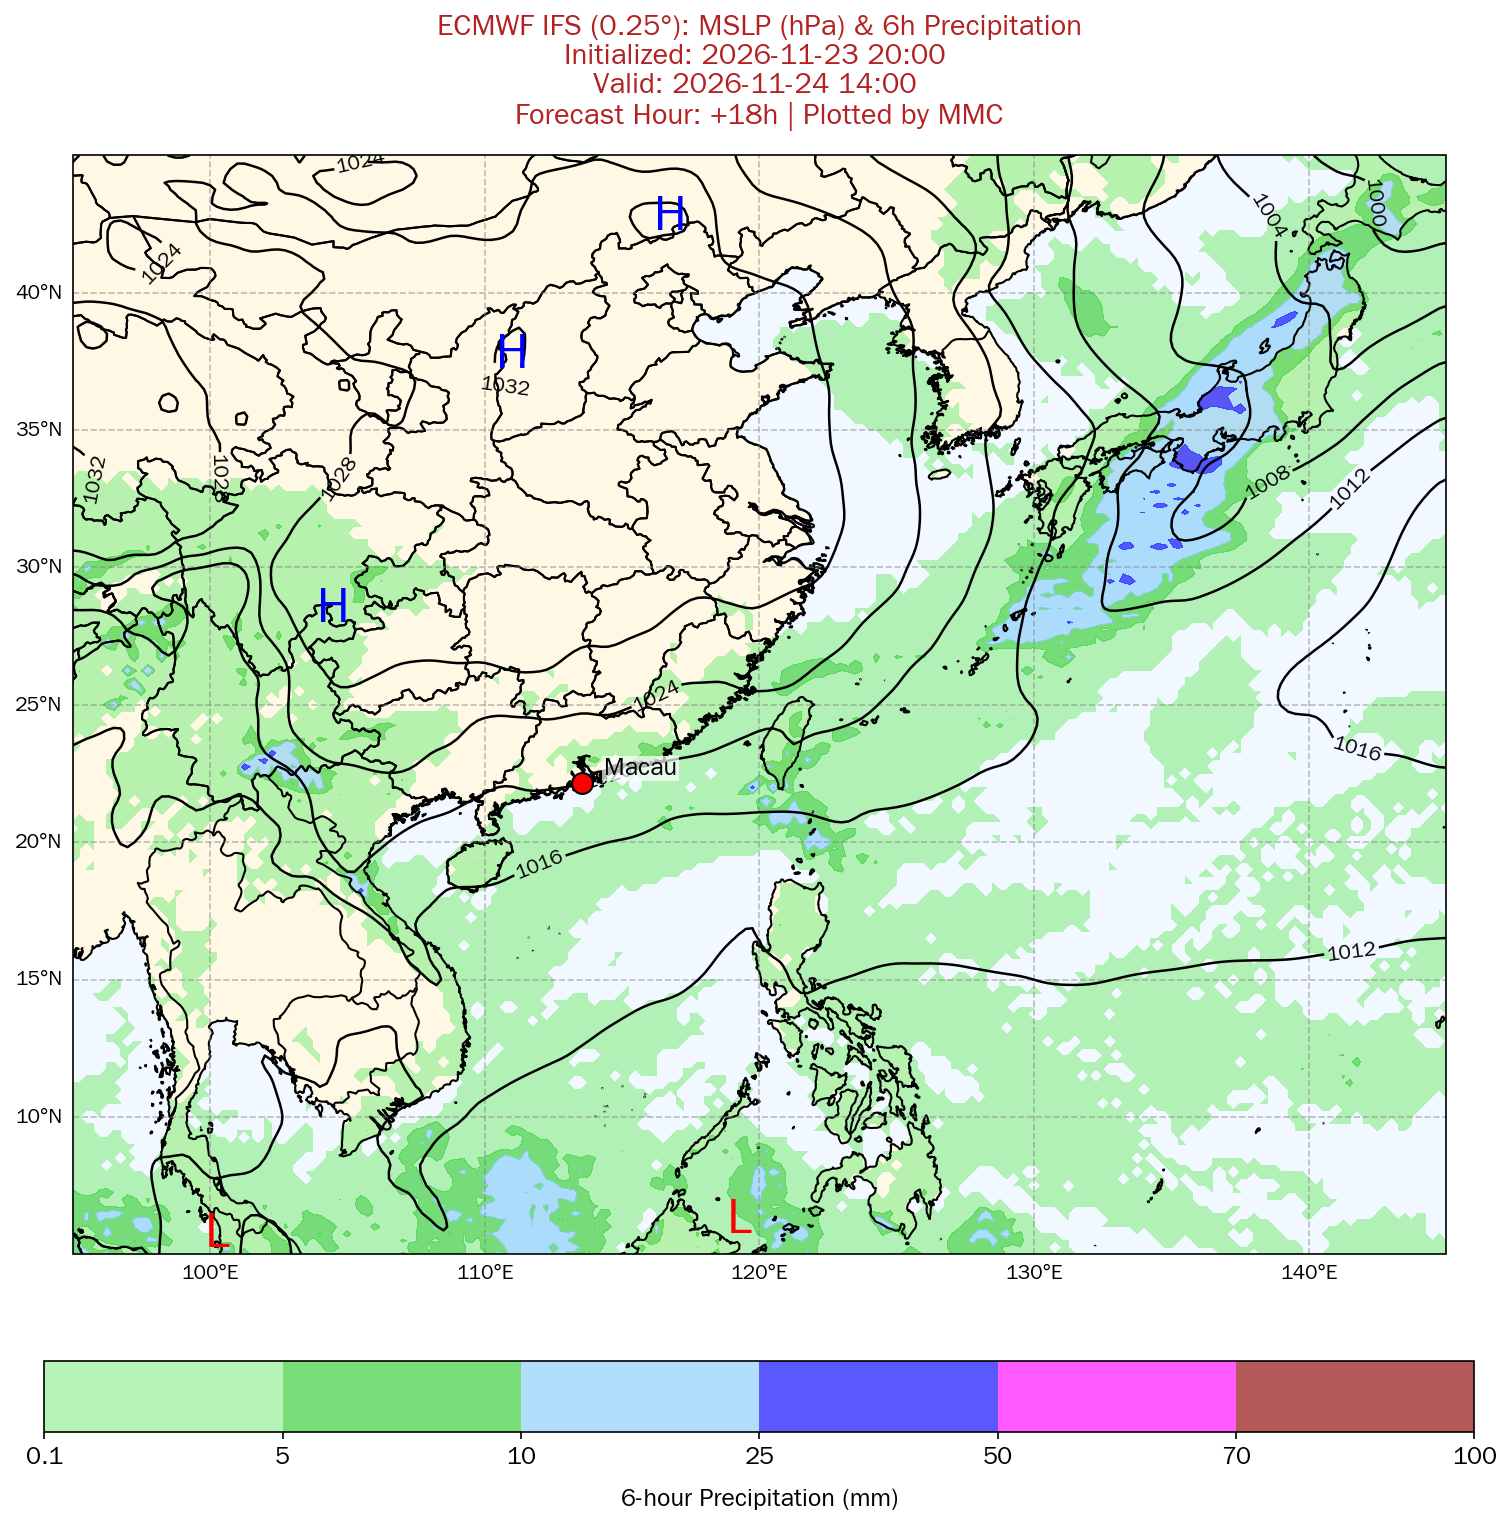 ECMWF IFS (0.25°): MSLP (hPa) & 6h Precipitation
Initialized: 2026-11-23 20:00
Valid: 2026-11-24 14:00
Forecast Hour: +18h | Plotted by MMC
1024
H
1000
1004
1024
40°N
H
1032
35°N
1032
1028
1028
1008
1012
30°N
H
25°N
1024
1016
Macau
20°N
1016
15°N
1012
10°N
L
L
100°E 110°E 120°E 130°E 140°E
0.1 5 10 25 50 70 100
6-hour Precipitation (mm)